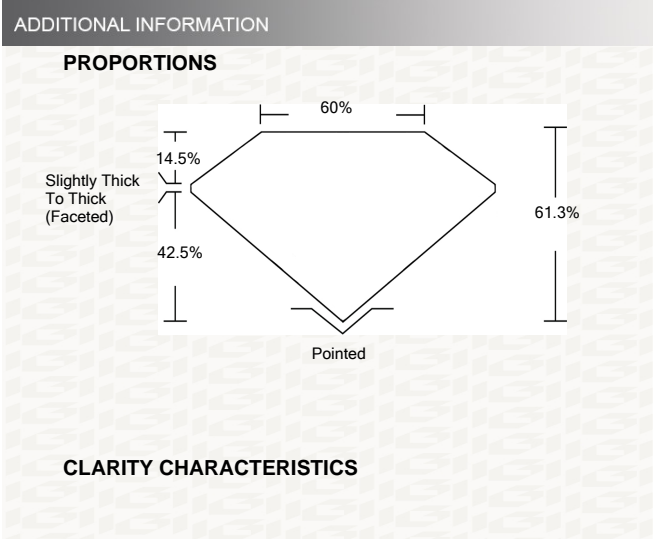 ADDITIONAL INFORMATION
PROPORTIONS
60%
14.5%
Slightly Thick
To Thick
(Faceted)
61.3%
42.5%
Pointed
CLARITY CHARACTERISTICS